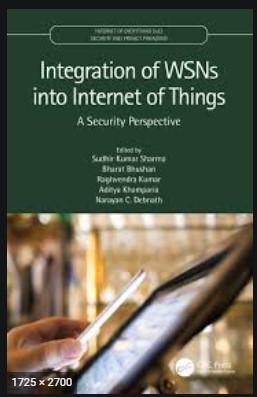 INTERNET OF EVERYTHING (IoE)
SECURITY AND PRIVACY PARADIGM
Integration of WSNs
into Internet of Things
A Security Perspective
Edited by
Sudhir Kumar Sharma
Bharat Bhushan
Raghvendra Kumar
Aditya Khamparia
Narayan C. Debnath
CRC Press
1725 × 2700